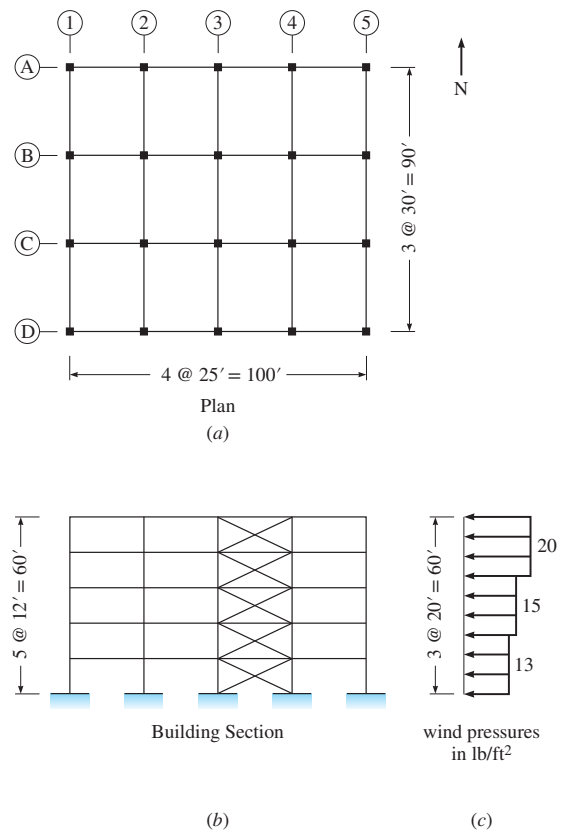 1 2 3 4 5
A
N
B
3 @ 30′ = 90′
C
D
4 @ 25′ = 100′
Plan
(a)
5 @ 12′ = 60′
3 @ 20′ = 60′
20
15
13
Building Section
wind pressures
in lb/ft²
(b)
(c)